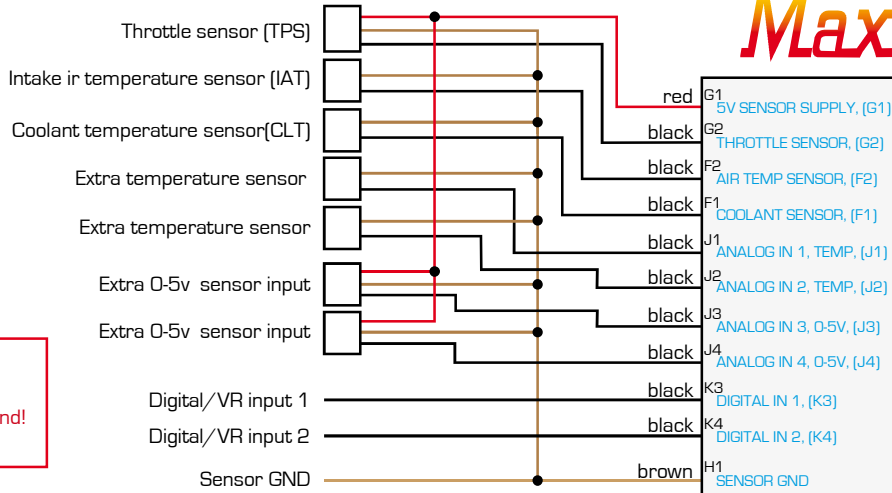 Max
Throttle sensor (TPS)
Intake ir temperature sensor (IAT)
Coolant temperature sensor(CLT)
Extra temperature sensor
Extra temperature sensor
Extra 0-5v sensor input
Extra 0-5v sensor input
Digital/VR input 1
Digital/VR input 2
Sensor GND
nd!
red G1
5V SENSOR SUPPLY, (G1)
black G2
THROTTLE SENSOR, (G2)
black F2
AIR TEMP SENSOR, (F2)
black F1
COOLANT SENSOR, (F1)
black J1
ANALOG IN 1, TEMP, (J1)
black J2
ANALOG IN 2, TEMP, (J2)
black J3
ANALOG IN 3, 0-5V, (J3)
black J4
ANALOG IN 4, 0-5V, (J4)
black K3
DIGITAL IN 1, (K3)
black K4
DIGITAL IN 2, (K4)
brown H1
SENSOR GND